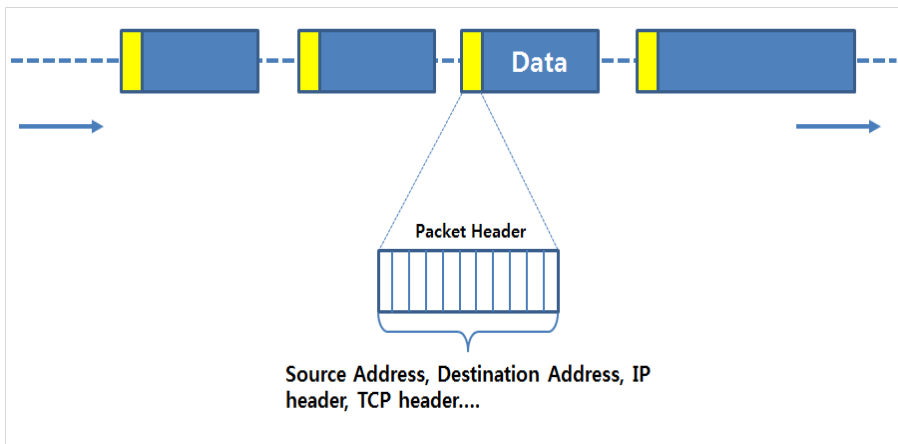 Data
Packet Header
Source Address, Destination Address, IP
header, TCP header....